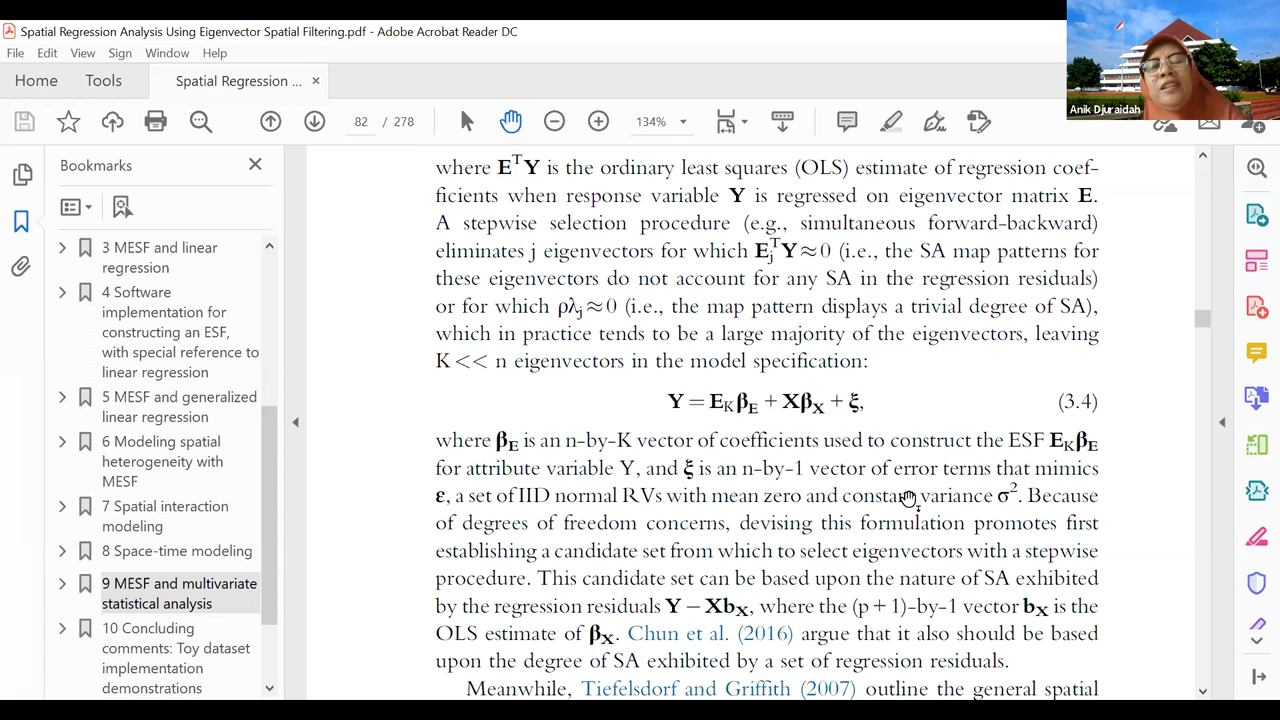 Spatial Regression Analysis Using Eigenvector Spatial Filtering.pdf - Adobe Acrobat Reader DC
File Edit View Sign Window Help
Home Tools Spatial Regression ... ×
82 / 278 134%
Anik Djuraidah
Bookmarks
3 MESF and linear
regression
4 Software
implementation for
constructing an ESF,
with special reference to
linear regression
5 MESF and generalized
linear regression
6 Modeling spatial
heterogeneity with
MESF
7 Spatial interaction
modeling
8 Space-time modeling
9 MESF and multivariate
statistical analysis
10 Concluding
comments: Toy dataset
implementation
demonstrations
where E^T Y is the ordinary least squares (OLS) estimate of regression coef-
ficients when response variable Y is regressed on eigenvector matrix E.
A stepwise selection procedure (e.g., simultaneous forward-backward)
eliminates j eigenvectors for which E_j^T Y ≈ 0 (i.e., the SA map patterns for
these eigenvectors do not account for any SA in the regression residuals)
or for which ρλ_j ≈ 0 (i.e., the map pattern displays a trivial degree of SA),
which in practice tends to be a large majority of the eigenvectors, leaving
K << n eigenvectors in the model specification:
Y = E_K β_E + Xβ_X + ξ, (3.4)
where β_E is an n-by-K vector of coefficients used to construct the ESF E_K β_E
for attribute variable Y, and ξ is an n-by-1 vector of error terms that mimics
ε, a set of IID normal RVs with mean zero and constant variance σ². Because
of degrees of freedom concerns, devising this formulation promotes first
establishing a candidate set from which to select eigenvectors with a stepwise
procedure. This candidate set can be based upon the nature of SA exhibited
by the regression residuals Y − Xb_X, where the (p + 1)-by-1 vector b_X is the
OLS estimate of β_X. Chun et al. (2016) argue that it also should be based
upon the degree of SA exhibited by a set of regression residuals.
Meanwhile, Tiefelsdorf and Griffith (2007) outline the general spatial